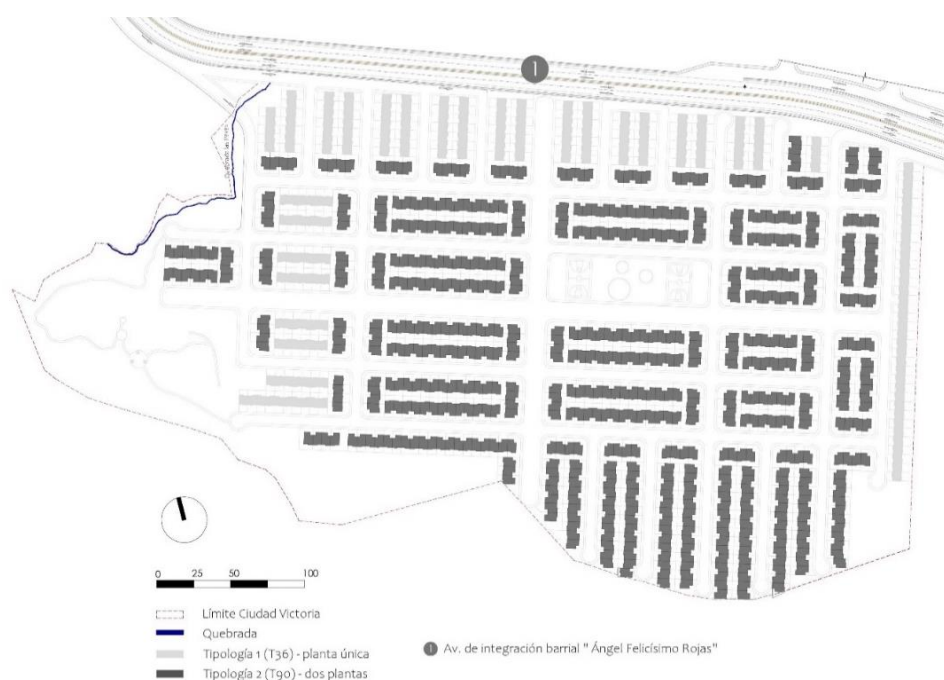 1
0 25 50 100
Límite Ciudad Victoria
Quebrada
Tipología 1 (T36) - planta única
Tipología 2 (T90) - dos plantas
1 Av. de integración barrial " Ángel Felicísimo Rojas"